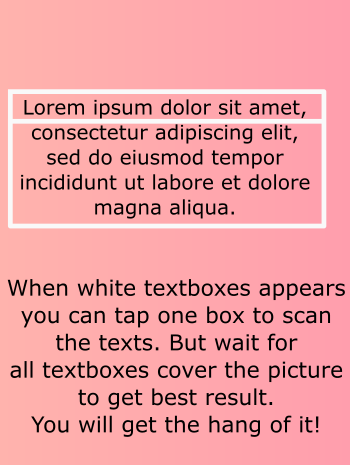 Lorem ipsum dolor sit amet,
consectetur adipiscing elit,
sed do eiusmod tempor
incididunt ut labore et dolore
magna aliqua.
When white textboxes appears
you can tap one box to scan
the texts. But wait for
all textboxes cover the picture
to get best result.
You will get the hang of it!